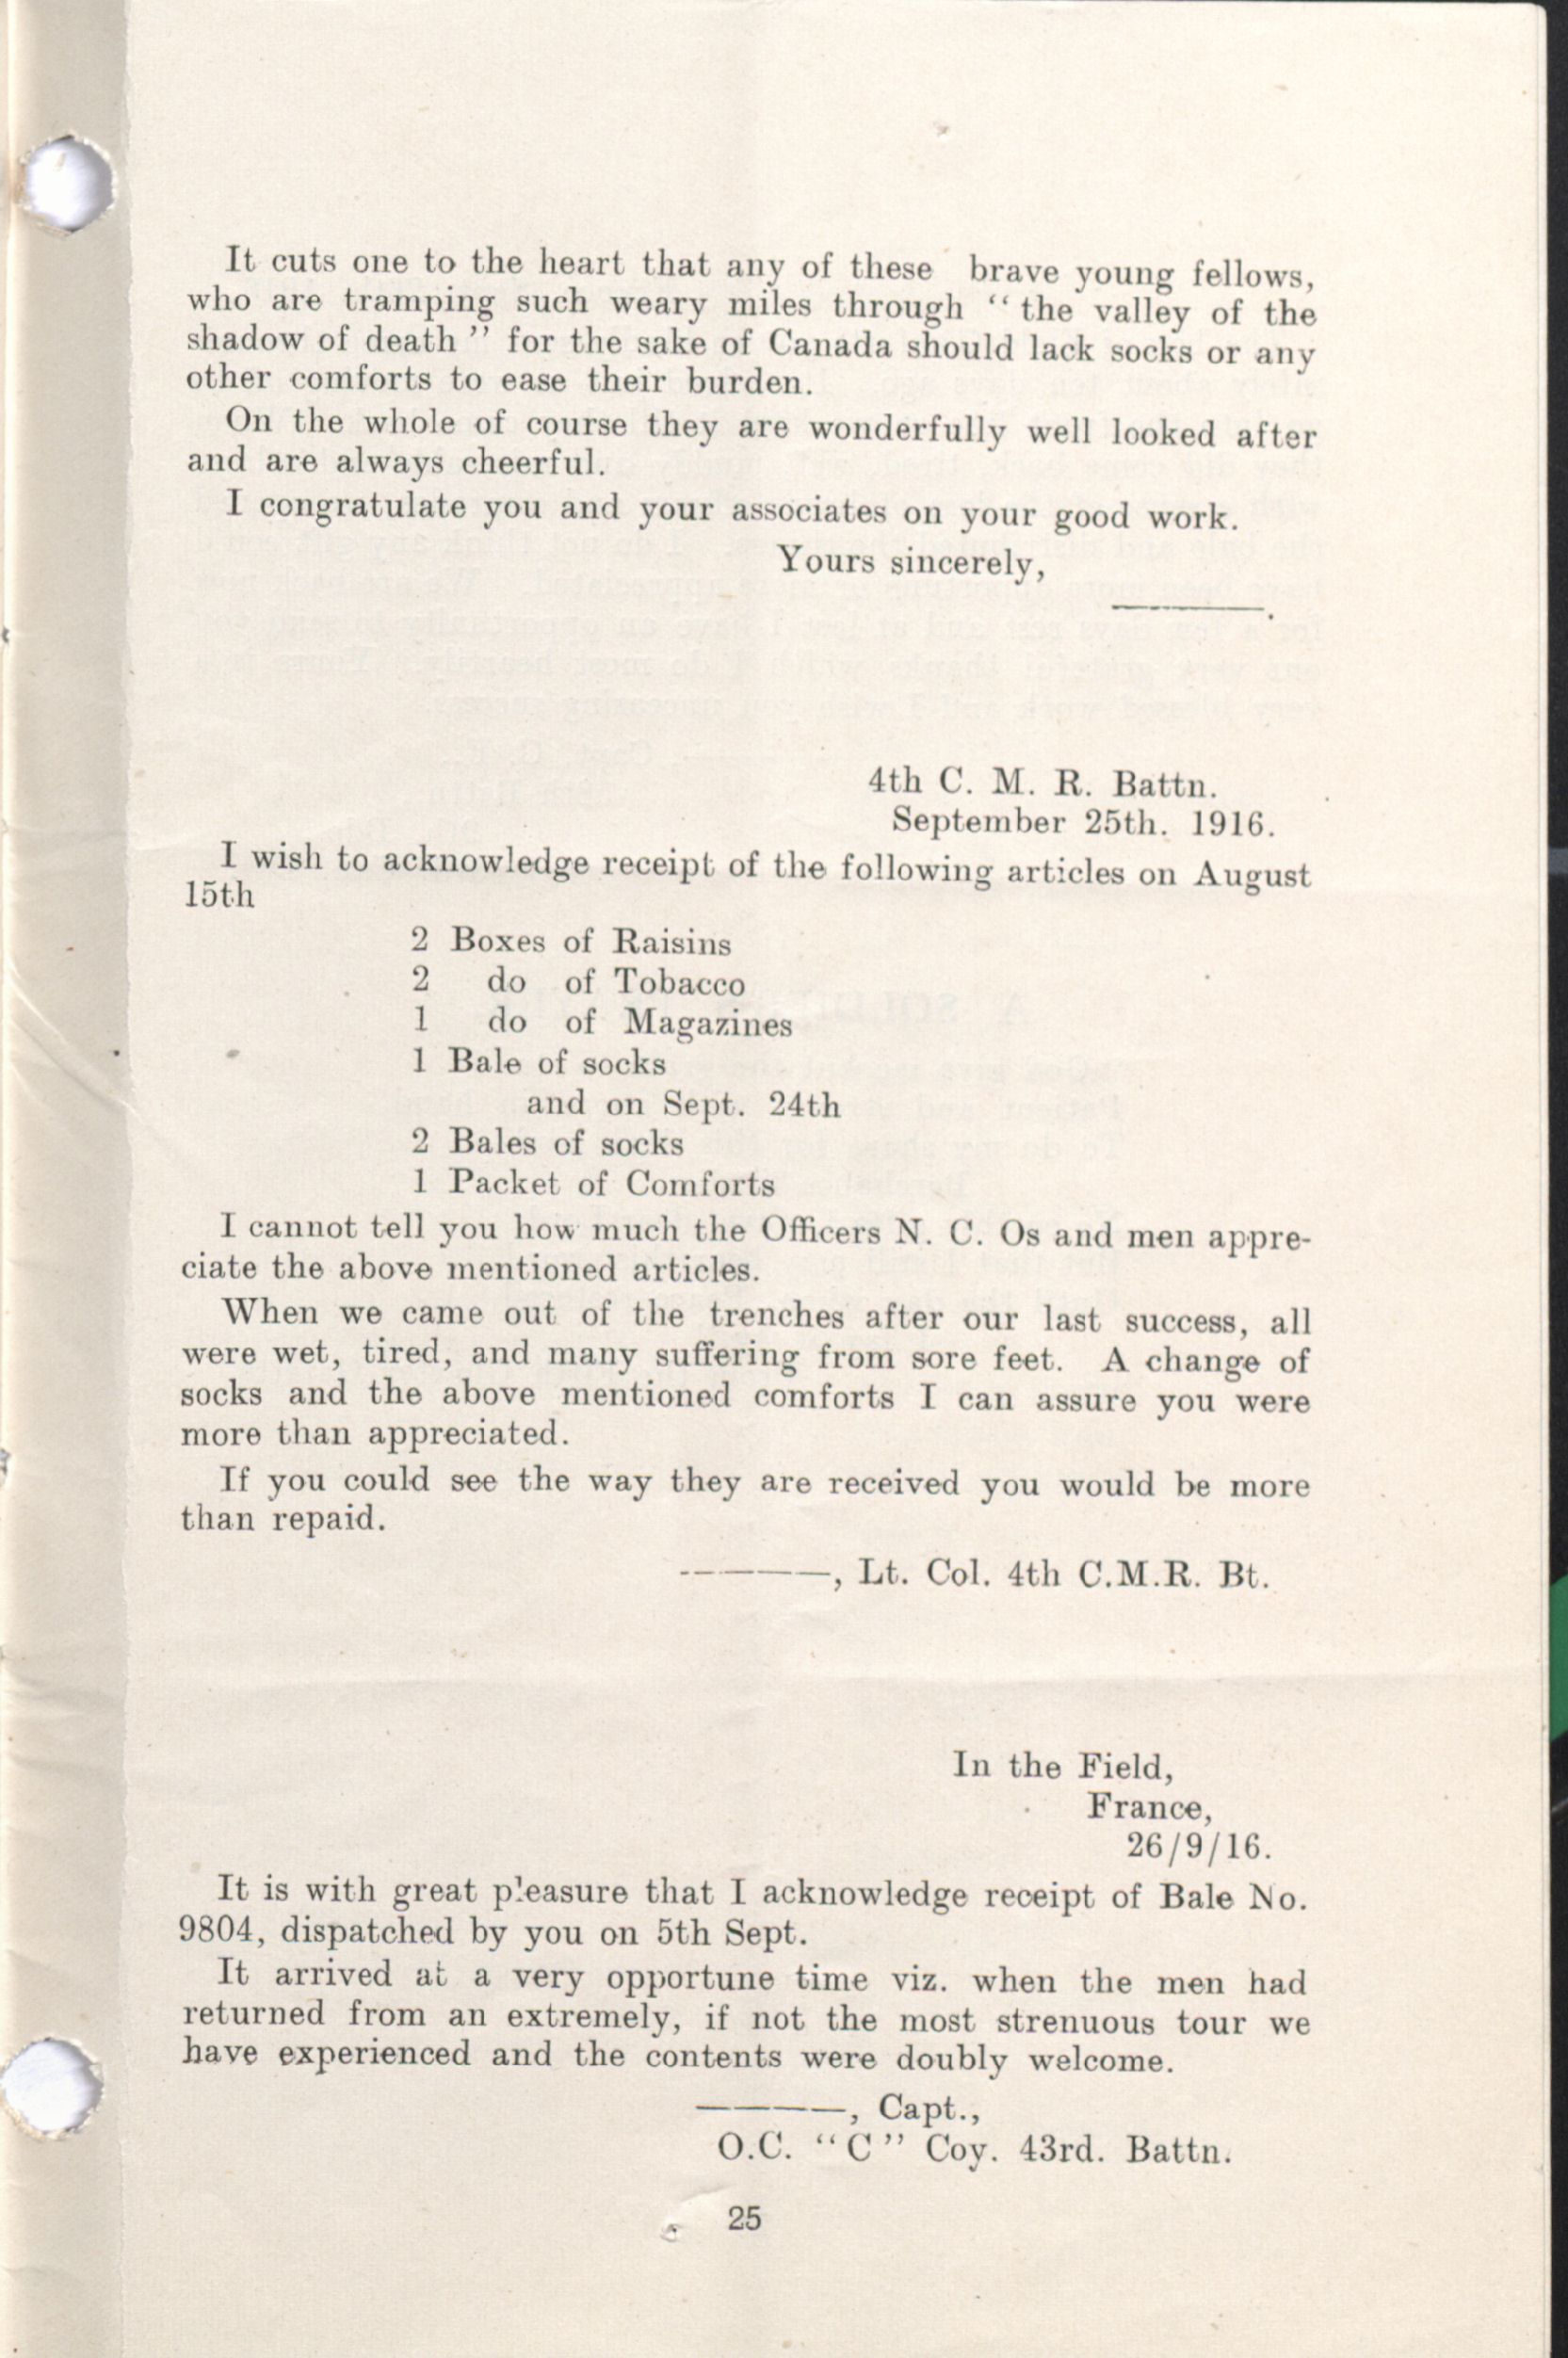 It cuts one to the heart that any of these brave young fellows,
who are tramping such weary miles through " the valley of the
shadow of death " for the sake of Canada should lack socks or any
other comforts to ease their burden.
On the whole of course they are wonderfully well looked after
and are always cheerful.
I congratulate you and your associates on your good work.
Yours sincerely,
————.
4th C. M. R. Battn.
September 25th. 1916.
I wish to acknowledge receipt of the following articles on August
15th
2 Boxes of Raisins
2 do of Tobacco
1 do of Magazines
1 Bale of socks
and on Sept. 24th
2 Bales of socks
1 Packet of Comforts
I cannot tell you how much the Officers N. C. Os and men appre-
ciate the above mentioned articles.
When we came out of the trenches after our last success, all
were wet, tired, and many suffering from sore feet. A change of
socks and the above mentioned comforts I can assure you were
more than appreciated.
If you could see the way they are received you would be more
than repaid.
————, Lt. Col. 4th C.M.R. Bt.
In the Field,
France,
26/9/16.
It is with great pleasure that I acknowledge receipt of Bale No.
9804, dispatched by you on 5th Sept.
It arrived at a very opportune time viz. when the men had
returned from an extremely, if not the most strenuous tour we
have experienced and the contents were doubly welcome.
————, Capt.,
O.C. " C " Coy. 43rd. Battn.
25